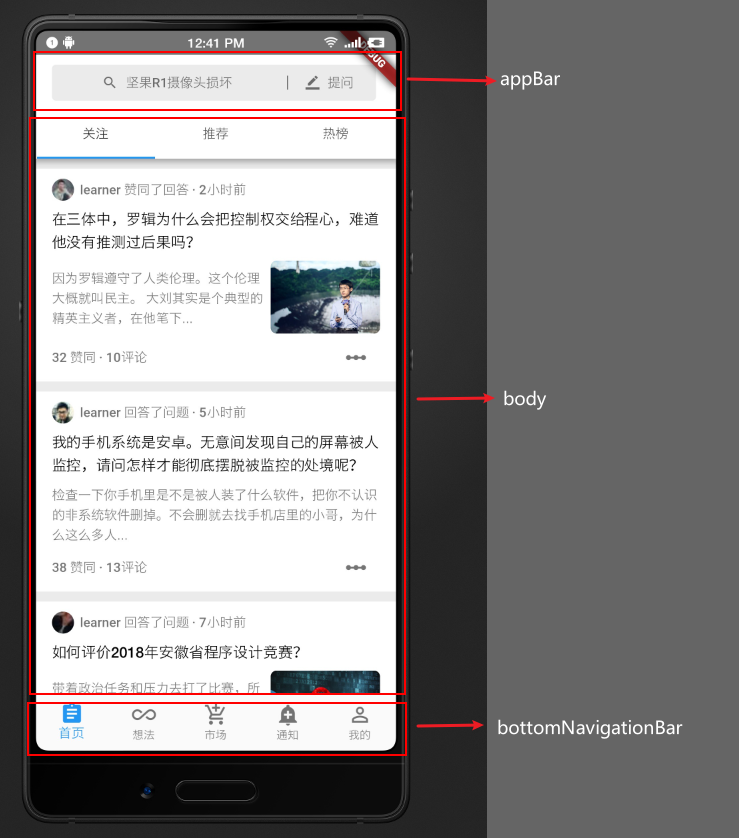 12:41 PM
DEBUG
坚果R1摄像头损坏 | 提问
appBar
关注 推荐 热榜
learner 赞同了回答 · 2小时前
在三体中，罗辑为什么会把控制权交给程心，难道
他没有推测过后果吗？
因为罗辑遵守了人类伦理。这个伦理
大概就叫民主。 大刘其实是个典型的
精英主义者，在他笔下...
32 赞同 · 10评论
body
learner 回答了问题 · 5小时前
我的手机系统是安卓。无意间发现自己的屏幕被人
监控，请问怎样才能彻底摆脱被监控的处境呢？
检查一下你手机里是不是被人装了什么软件，把你不认识
的非系统软件删掉。不会删就去找手机店里的小哥，为什
么这么多人...
38 赞同 · 13评论
learner 回答了问题 · 7小时前
如何评价2018年安徽省程序设计竞赛？
带着政治任务和压力去打了比赛，所
首页 想法 市场 通知 我的
bottomNavigationBar